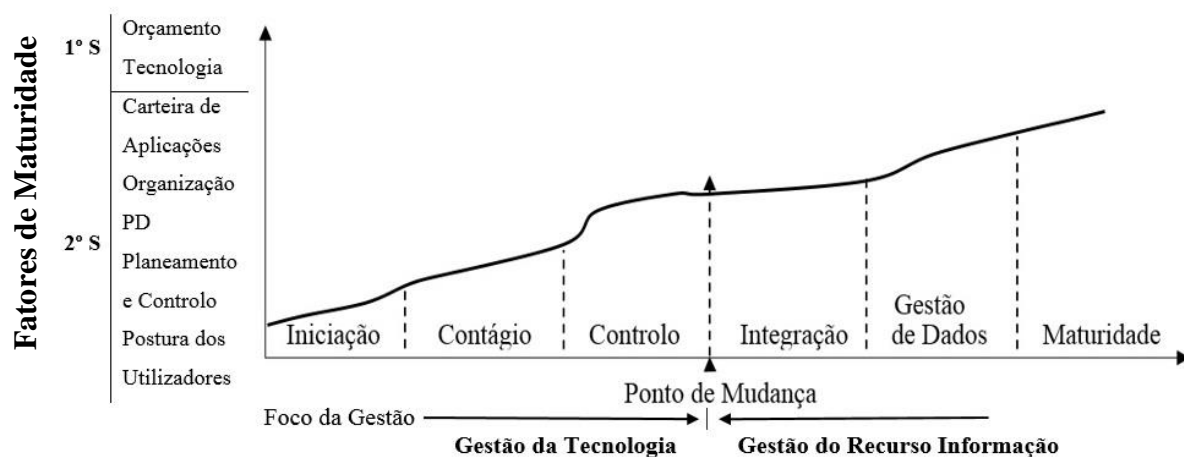 Fatores de Maturidade
1º S
2º S
Orçamento
Tecnologia
Carteira de
Aplicações
Organização
PD
Planeamento
e Controlo
Postura dos
Utilizadores
Iniciação
Contágio
Controlo
Integração
Gestão
de Dados
Maturidade
Ponto de Mudança
Foco da Gestão
Gestão da Tecnologia
Gestão do Recurso Informação